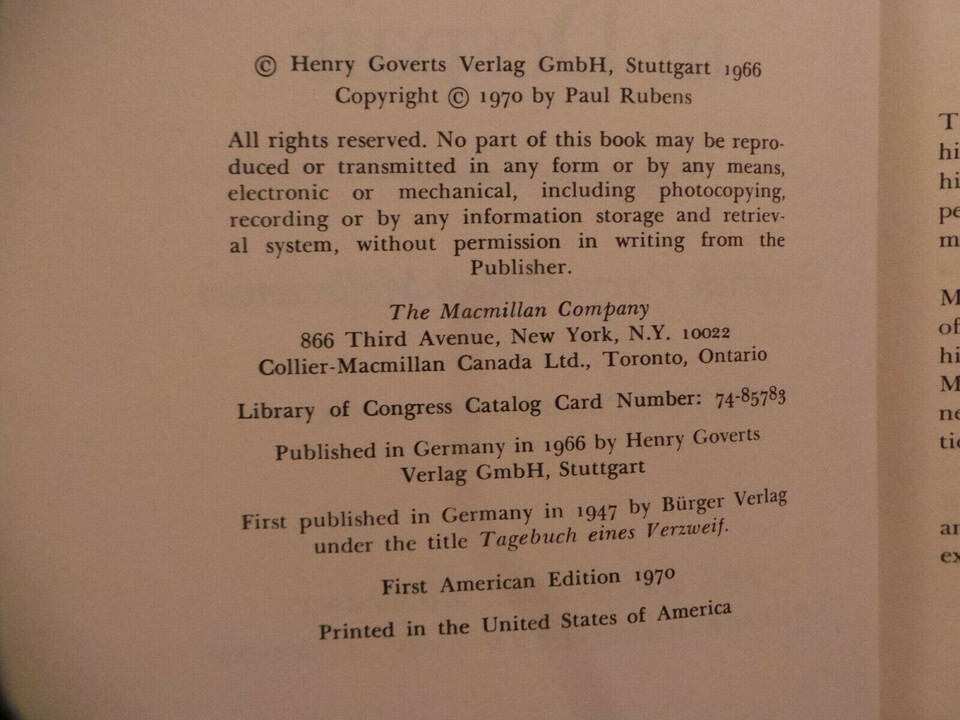 © Henry Goverts Verlag GmbH, Stuttgart 1966
Copyright © 1970 by Paul Rubens
All rights reserved. No part of this book may be repro-
duced or transmitted in any form or by any means,
electronic or mechanical, including photocopying,
recording or by any information storage and retriev-
al system, without permission in writing from the
Publisher.
The Macmillan Company
866 Third Avenue, New York, N.Y. 10022
Collier-Macmillan Canada Ltd., Toronto, Ontario
Library of Congress Catalog Card Number: 74-85783
Published in Germany in 1966 by Henry Goverts
Verlag GmbH, Stuttgart
First published in Germany in 1947 by Bürger Verlag
under the title Tagebuch eines Verzweif.
First American Edition 1970
Printed in the United States of America